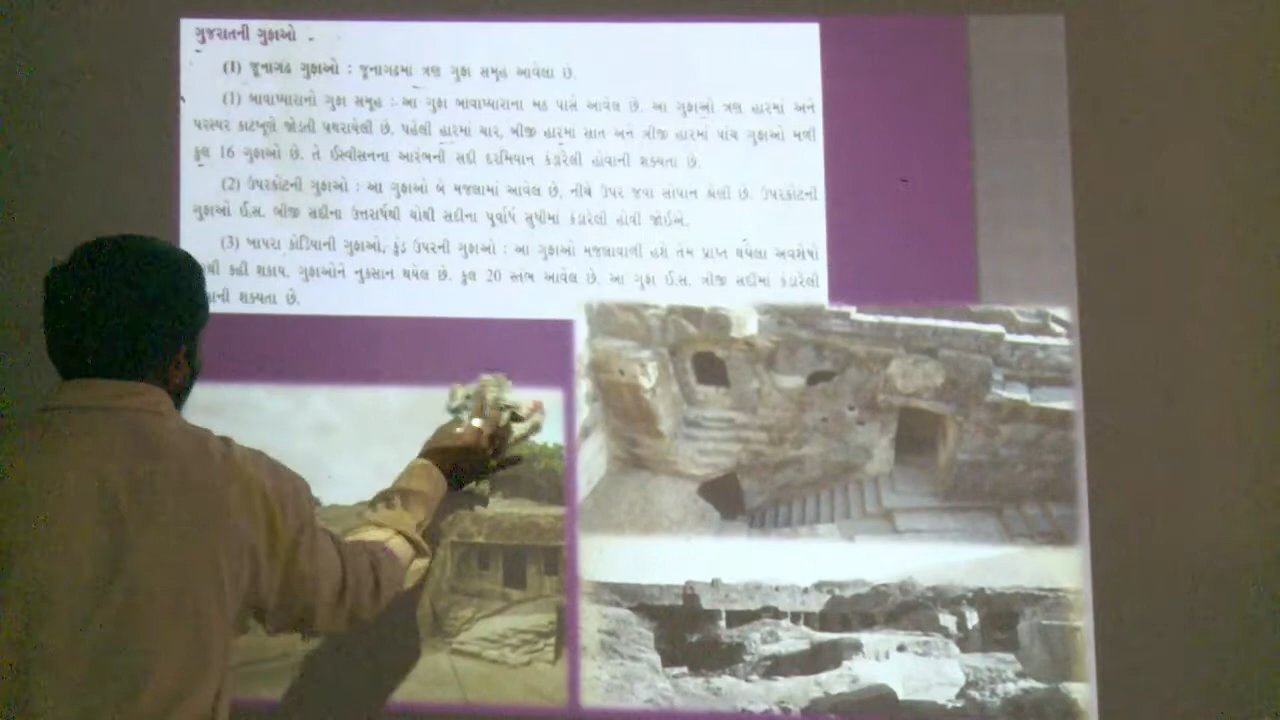 ગુજરાતની ગુફાઓ -
(1) જૂનાગઢ ગુફાઓ : જૂનાગઢમાં ત્રણ ગુફા સમૂહ આવેલા છે.
(1) બાવાપ્યારાનો ગુફા સમૂહ : આ ગુફા બાવાપ્યારાના મઠ પાસે આવેલ છે. આ ગુફાઓ ત્રણ હારમાં અને
પરસ્પર કાટખૂણે જોડતી પથરાયેલી છે. પહેલી હારમાં ચાર, બીજી હારમાં સાત અને ત્રીજી હારમાં પાંચ ગુફાઓ મળી
કુલ 16 ગુફાઓ છે. તે ઈસ્વીસનના આરંભની સદી દરમિયાન કંડારેલી હોવાની શક્યતા છે.
(2) ઉપરકોટની ગુફાઓ : આ ગુફાઓ બે મજલામાં આવેલ છે, નીચે ઉપર જવા સોપાન શ્રેણી છે. ઉપરકોટની
ગુફાઓ ઈ.સ. બીજી સદીના ઉત્તરાર્ધથી ચોથી સદીના પૂર્વાર્ધ સુધીમાં કંડારેલી હોવી જોઈએ.
(3) ખાપરા કોડિયાની ગુફાઓ, કુંડ ઉપરની ગુફાઓ : આ ગુફાઓ મજલાવાળી હશે તેમ પ્રાપ્ત થયેલા અવશેષો
કહી શકાય. ગુફાઓને નુકસાન થયેલ છે. કુલ 20 સ્તંભ આવેલ છે. આ ગુફા ઈ.સ. ત્રીજી સદીમાં કંડારેલી
શક્યતા છે.